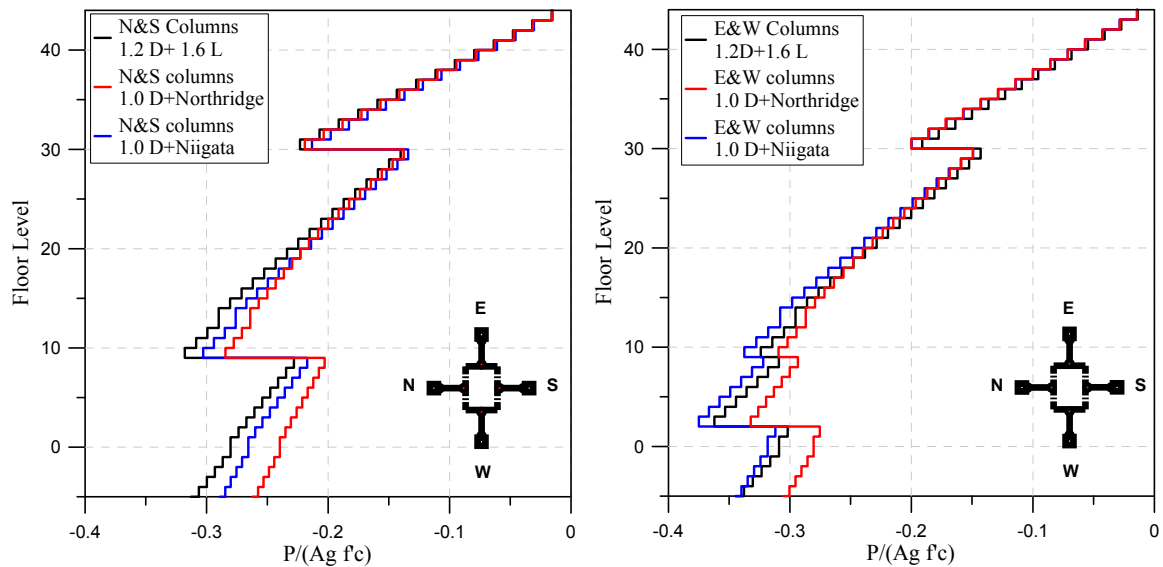 N&S Columns
1.2 D+ 1.6 L
N&S columns
1.0 D+Northridge
N&S columns
1.0 D+Niigata
Floor Level
40
30
20
10
0
-0.4
-0.3
-0.2
-0.1
0
P/(Ag f'c)
E
N
S
W
E&W Columns
1.2D+1.6 L
E&W columns
1.0 D+Northridge
E&W columns
1.0 D+Niigata
Floor Level
40
30
20
10
0
-0.4
-0.3
-0.2
-0.1
0
P/(Ag f'c)
E
N
S
W